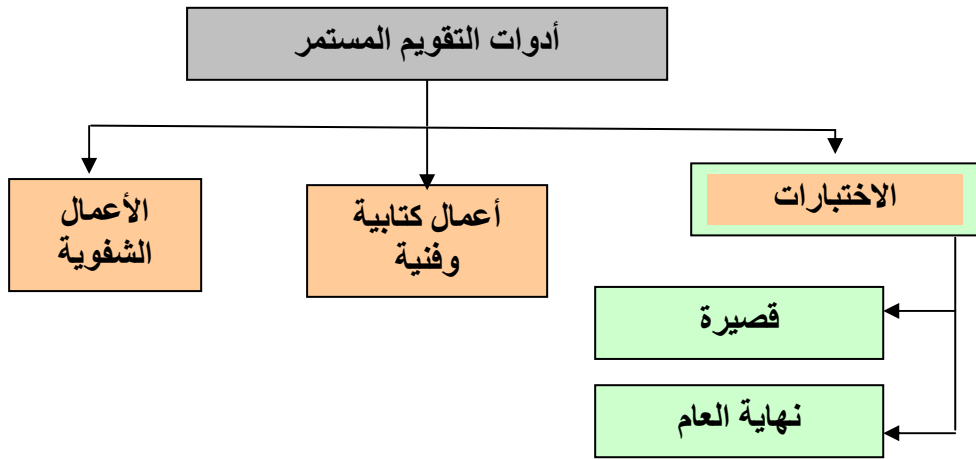 أدوات التقويم المستمر
الاختبارات
أعمال كتابية
وفنية
الأعمال
الشفوية
قصيرة
نهاية العام